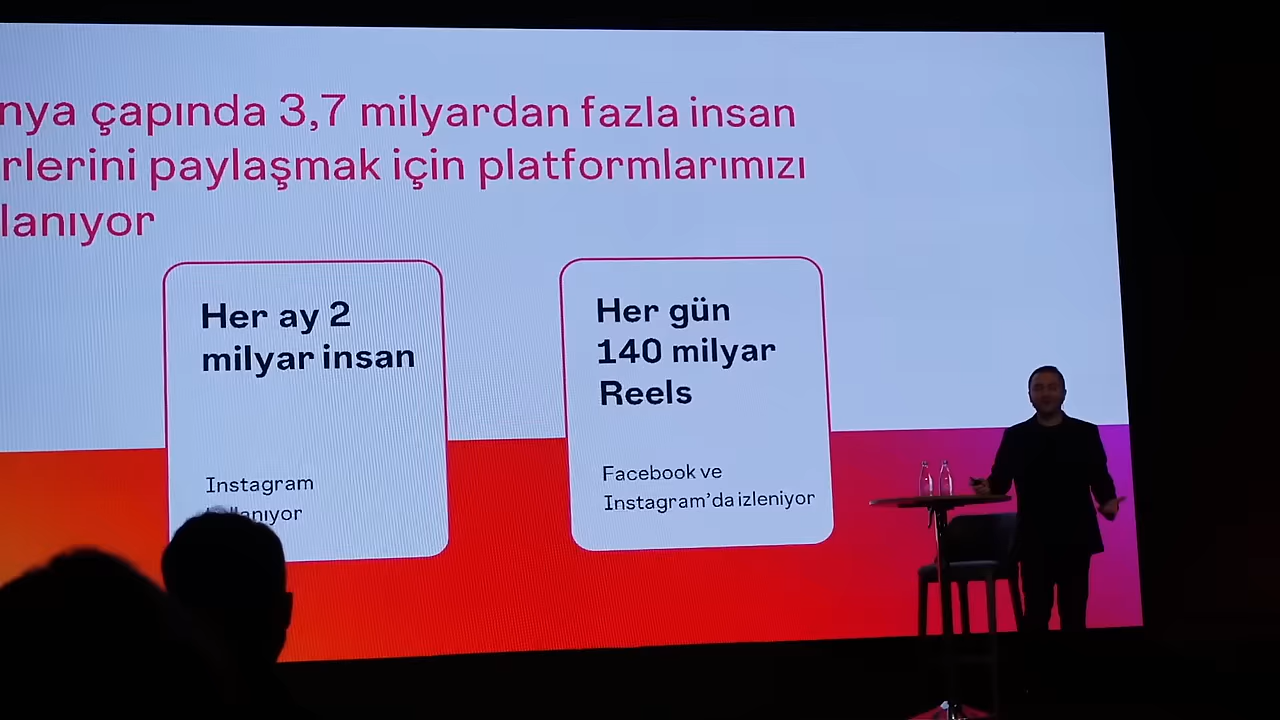 nya çapında 3,7 milyardan fazla insan
rlerini paylaşmak için platformlarımızı
lanıyor
Her ay 2
milyar insan
Instagram
Her gün
140 milyar
Reels
Facebook ve
Instagram’da izleniyor